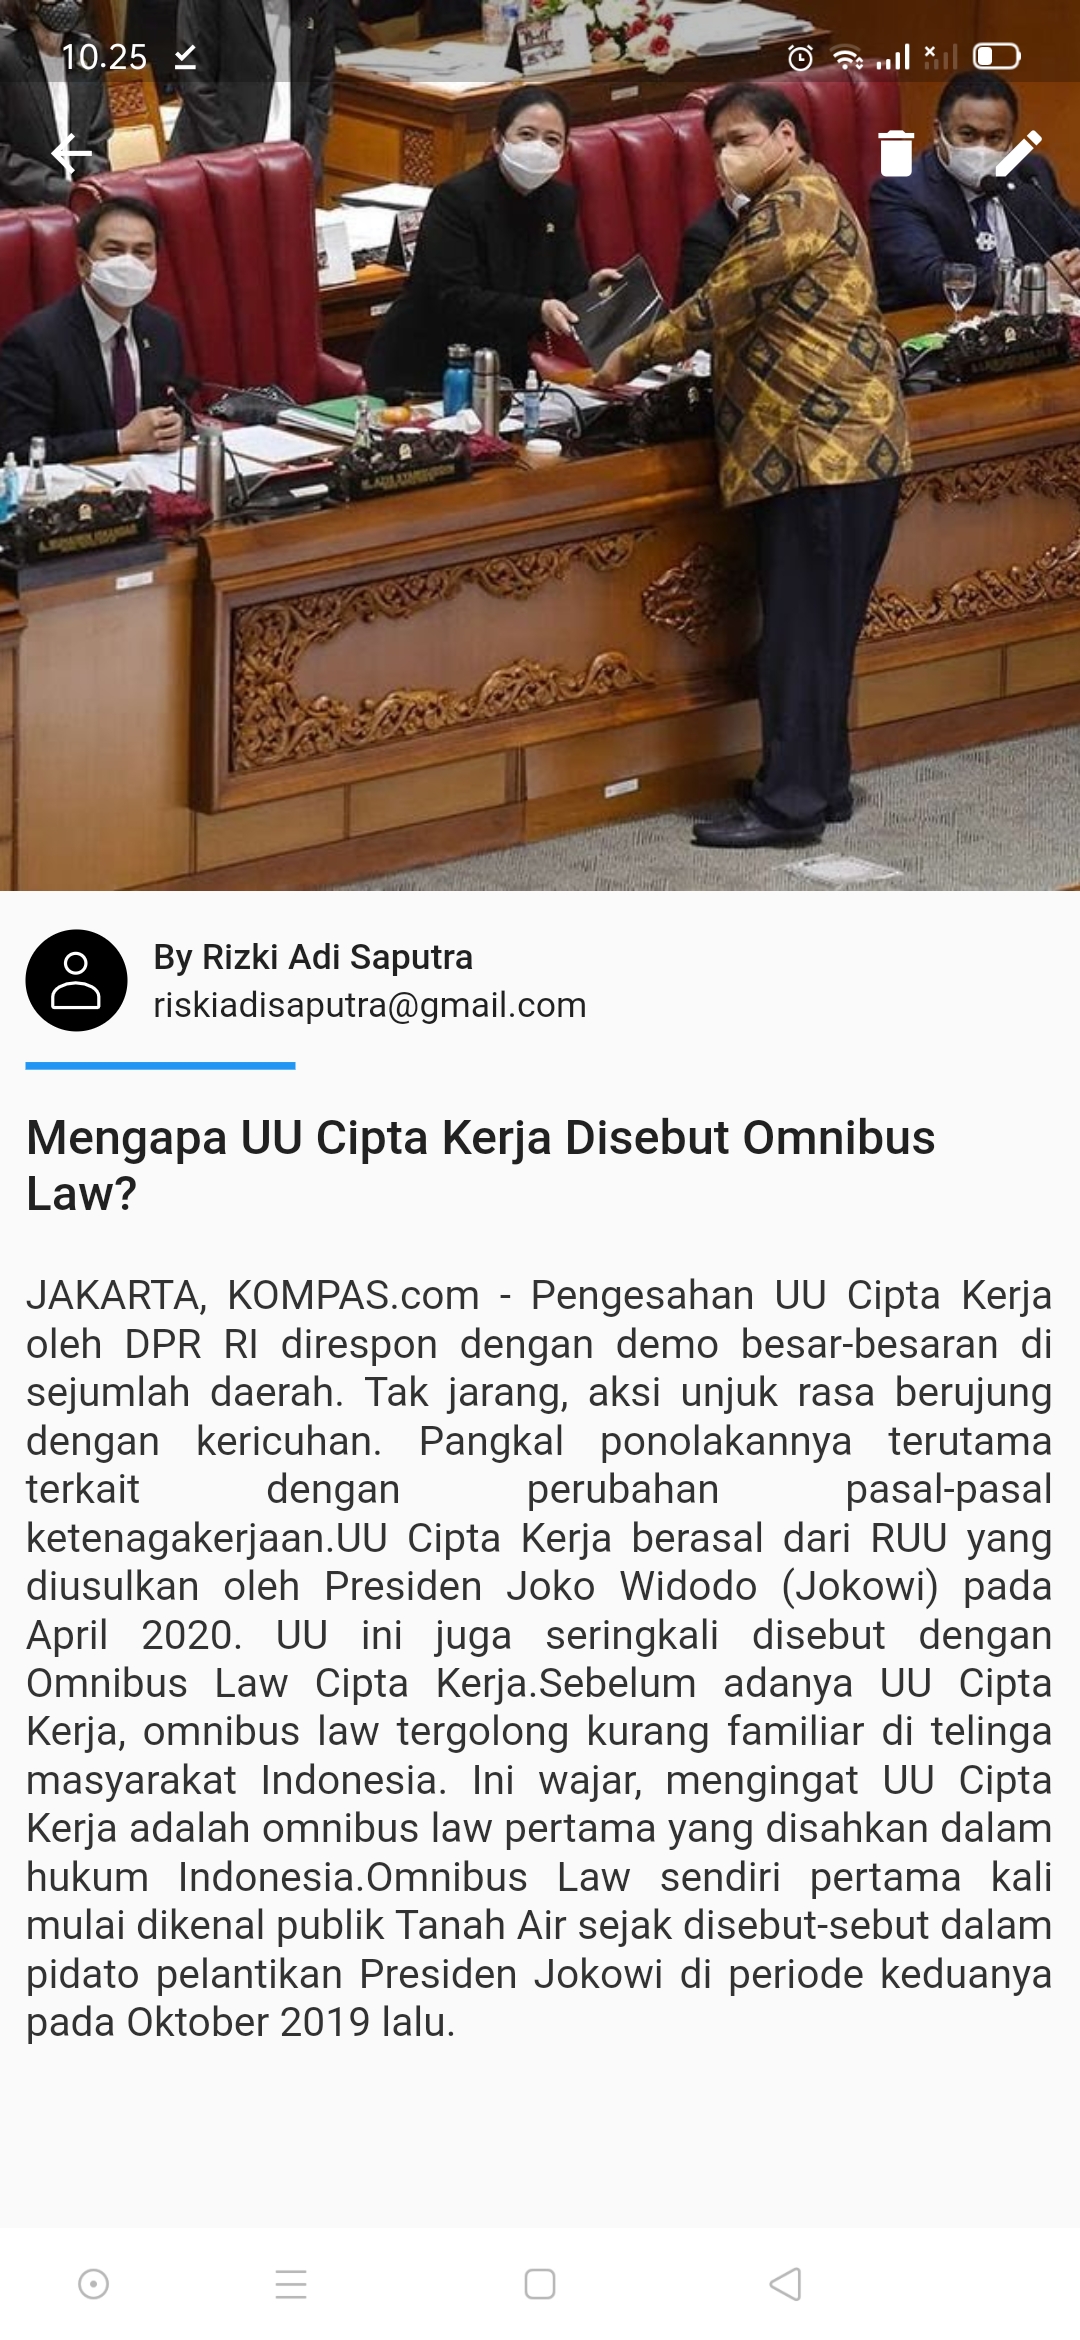 10.25
By Rizki Adi Saputra
riskiadisaputra@gmail.com
Mengapa UU Cipta Kerja Disebut Omnibus
Law?
JAKARTA, KOMPAS.com - Pengesahan UU Cipta Kerja
oleh DPR RI direspon dengan demo besar-besaran di
sejumlah daerah. Tak jarang, aksi unjuk rasa berujung
dengan kericuhan. Pangkal ponolakannya terutama
terkait dengan perubahan pasal-pasal
ketenagakerjaan.UU Cipta Kerja berasal dari RUU yang
diusulkan oleh Presiden Joko Widodo (Jokowi) pada
April 2020. UU ini juga seringkali disebut dengan
Omnibus Law Cipta Kerja.Sebelum adanya UU Cipta
Kerja, omnibus law tergolong kurang familiar di telinga
masyarakat Indonesia. Ini wajar, mengingat UU Cipta
Kerja adalah omnibus law pertama yang disahkan dalam
hukum Indonesia.Omnibus Law sendiri pertama kali
mulai dikenal publik Tanah Air sejak disebut-sebut dalam
pidato pelantikan Presiden Jokowi di periode keduanya
pada Oktober 2019 lalu.